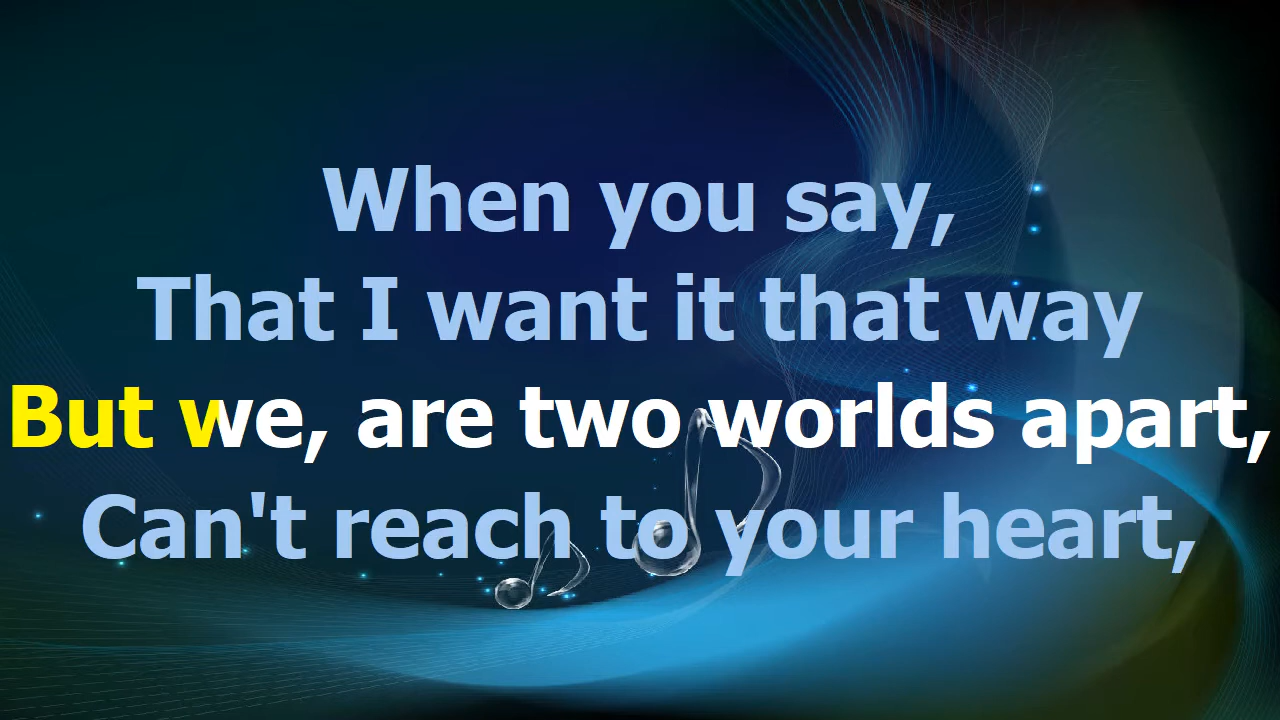 When you say,
That I want it that way
But we, are two worlds apart,
Can't reach to your heart,